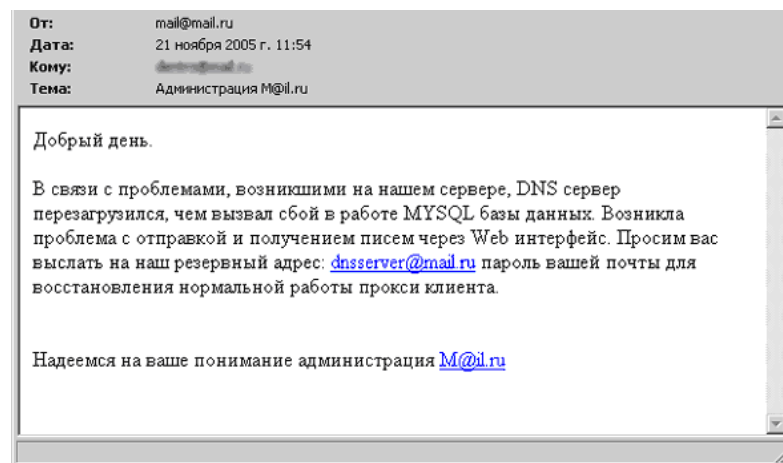 От: mail@mail.ru
Дата: 21 ноября 2005 г. 11:54
Кому:
Тема: Администрация M@il.ru
Добрый день.
В связи с проблемами, возникшими на нашем сервере, DNS сервер
перезагрузился, чем вызвал сбой в работе MYSQL базы данных. Возникла
проблема с отправкой и получением писем через Web интерфейс. Просим вас
выслать на наш резервный адрес: dnsserver@mail.ru пароль вашей почты для
восстановления нормальной работы прокси клиента.
Надеемся на ваше понимание администрация M@il.ru